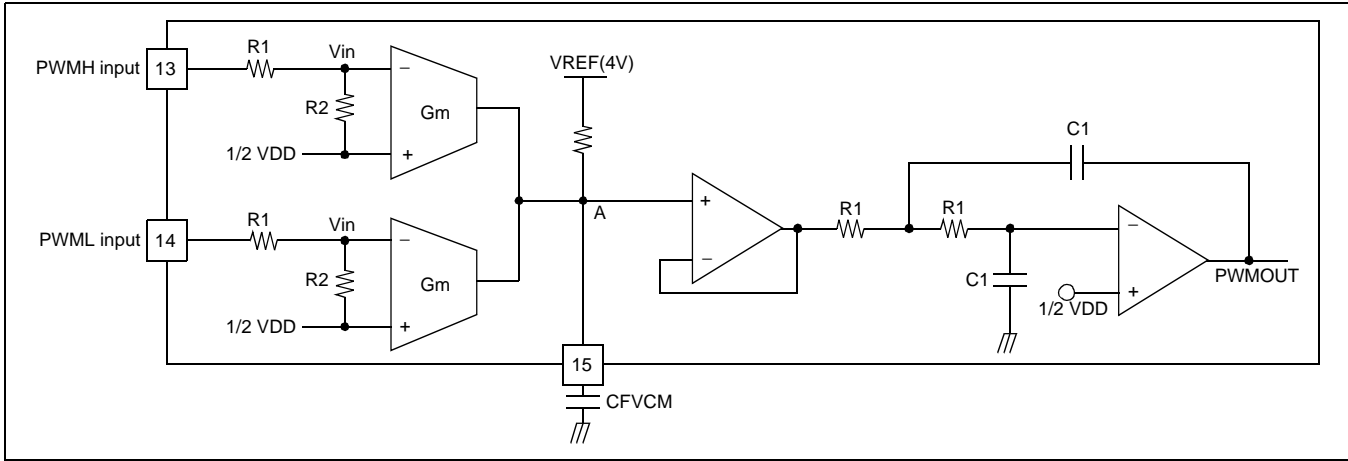 PWMH input
13
R1
Vin
R2
1/2 VDD
−
+
Gm
PWML input
14
R1
Vin
R2
1/2 VDD
−
+
Gm
VREF(4V)
A
15
CFVCM
+
−
R1
R1
C1
C1
1/2 VDD
−
+
PWMOUT